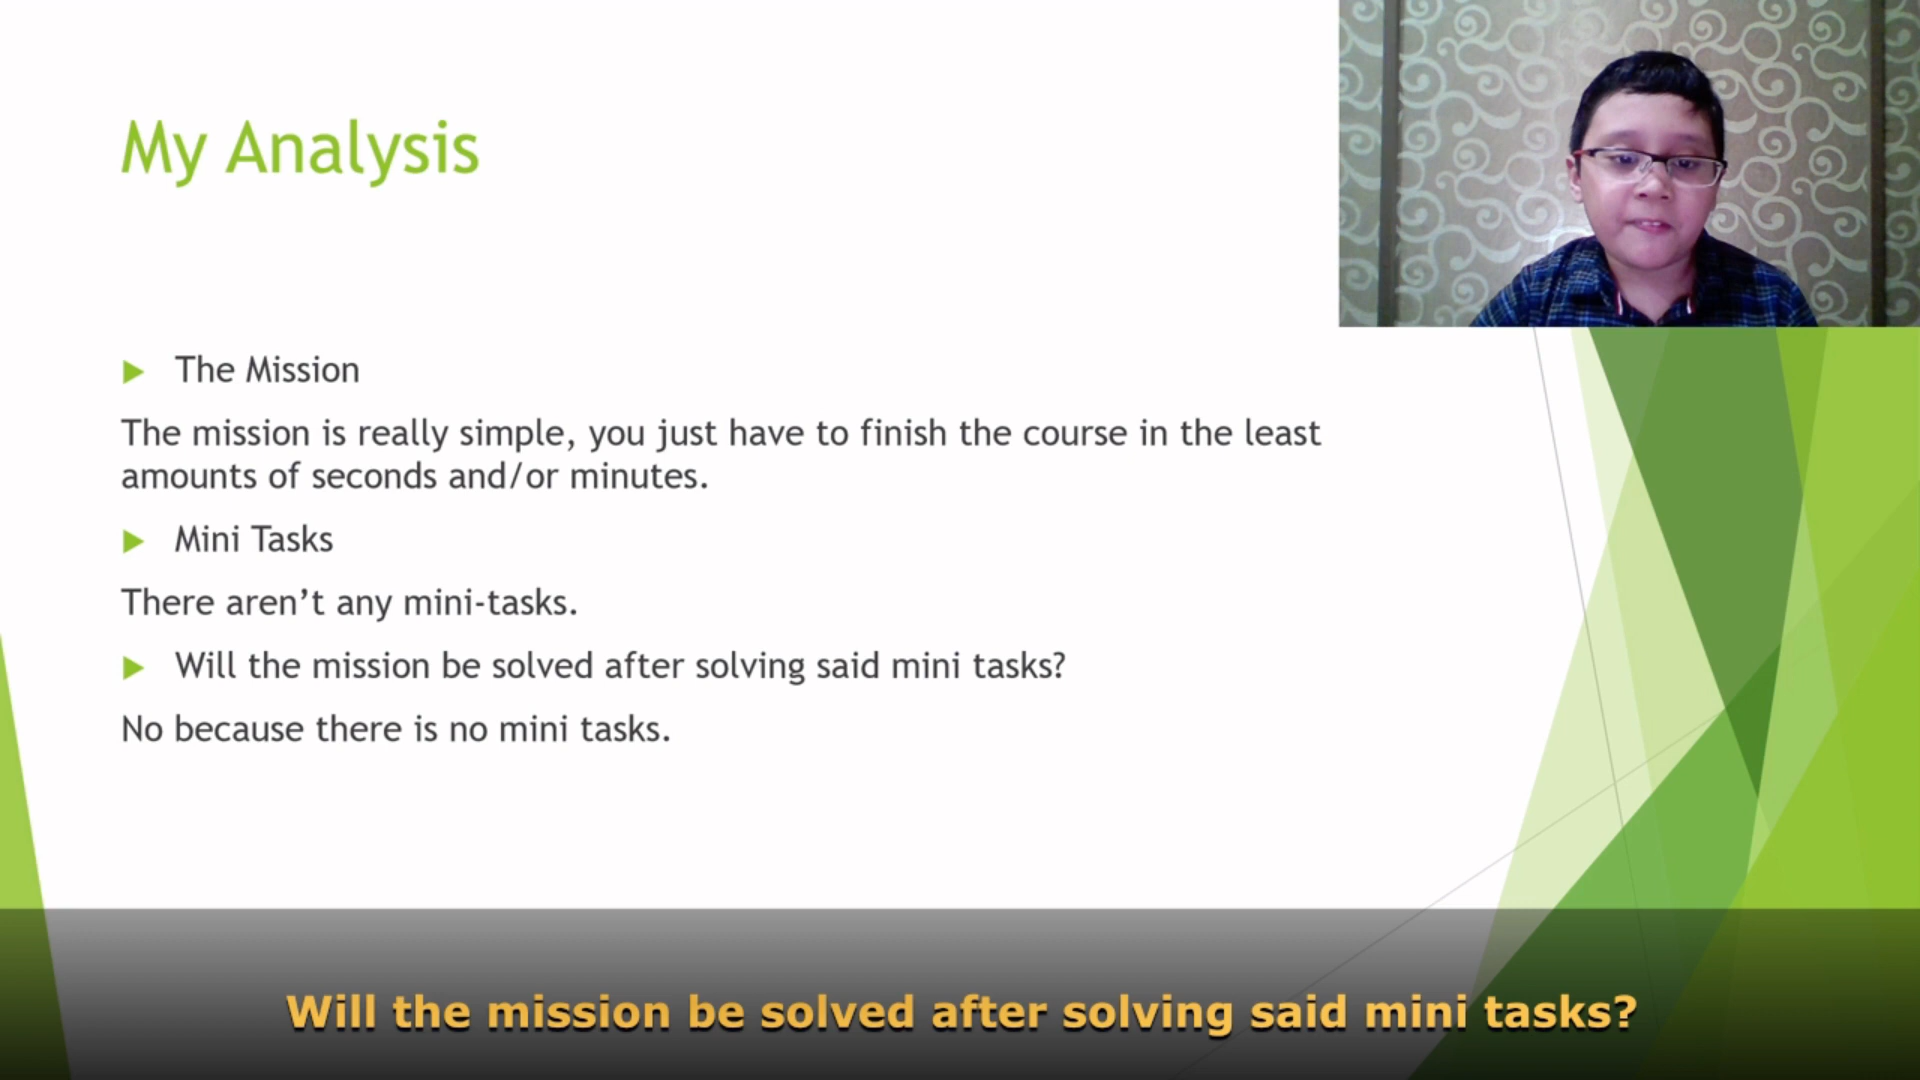 My Analysis
The Mission
The mission is really simple, you just have to finish the course in the least
amounts of seconds and/or minutes.
Mini Tasks
There aren’t any mini-tasks.
Will the mission be solved after solving said mini tasks?
No because there is no mini tasks.
Will the mission be solved after solving said mini tasks?